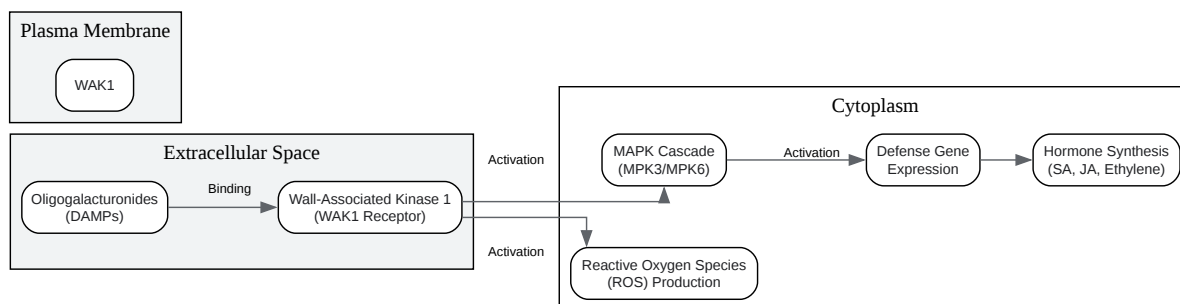 Plasma Membrane
WAK1
Extracellular Space
Oligogalacturonides
(DAMPs)
Binding
Wall-Associated Kinase 1
(WAK1 Receptor)
Activation
Activation
Cytoplasm
MAPK Cascade
(MPK3/MPK6)
Activation
Defense Gene
Expression
Hormone Synthesis
(SA, JA, Ethylene)
Reactive Oxygen Species
(ROS) Production